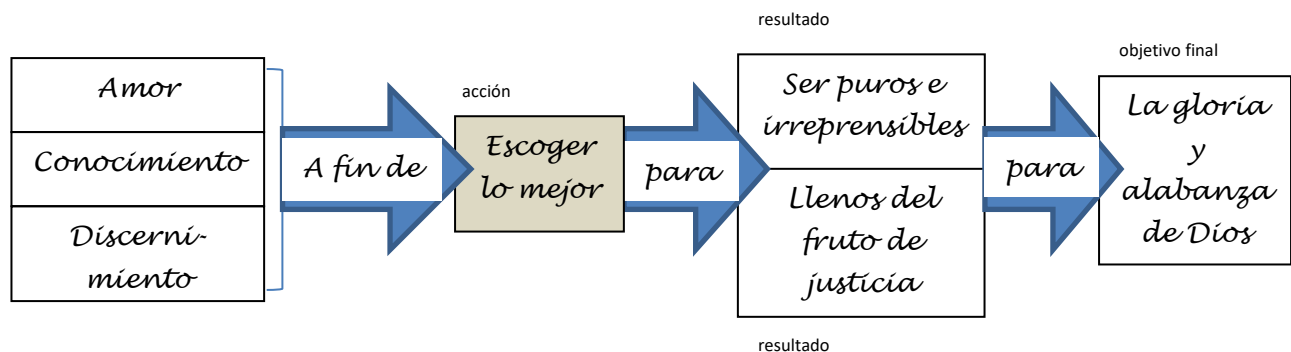 Amor
Conocimiento
Discerni-
miento
A fin de
acción
Escoger
lo mejor
para
resultado
Ser puros e
irreprensibles
Llenos del
fruto de
justicia
resultado
para
objetivo final
La gloria
y
alabanza
de Dios